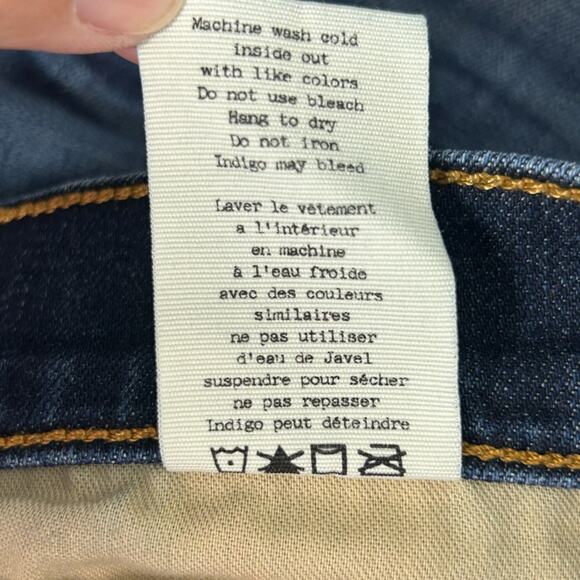 Machine wash cold
inside out
with like colors
Do not use bleach
Hang to dry
Do not iron
Indigo may bleed
Laver le vêtement
a l'intérieur
en machine
à l'eau froide
avec des couleurs
similaires
ne pas utiliser
d'eau de Javel
suspendre pour sécher
ne pas repasser
Indigo peut déteindre